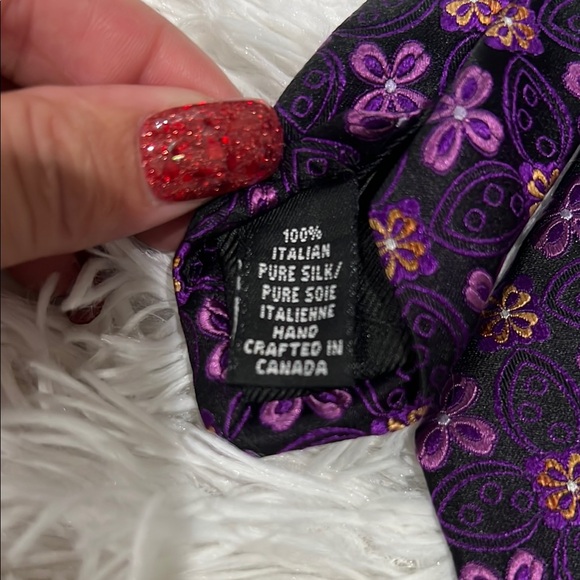 100%
ITALIAN
PURE SILK/
PURE SOIE
ITALIENNE
HAND
CRAFTED IN
CANADA